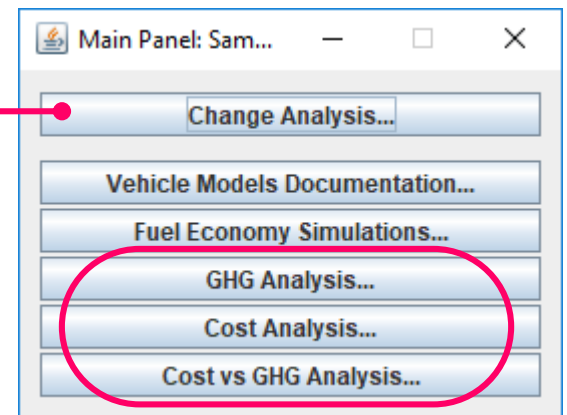 Main Panel: Sam...
Change Analysis...
Vehicle Models Documentation...
Fuel Economy Simulations...
GHG Analysis...
Cost Analysis...
Cost vs GHG Analysis...